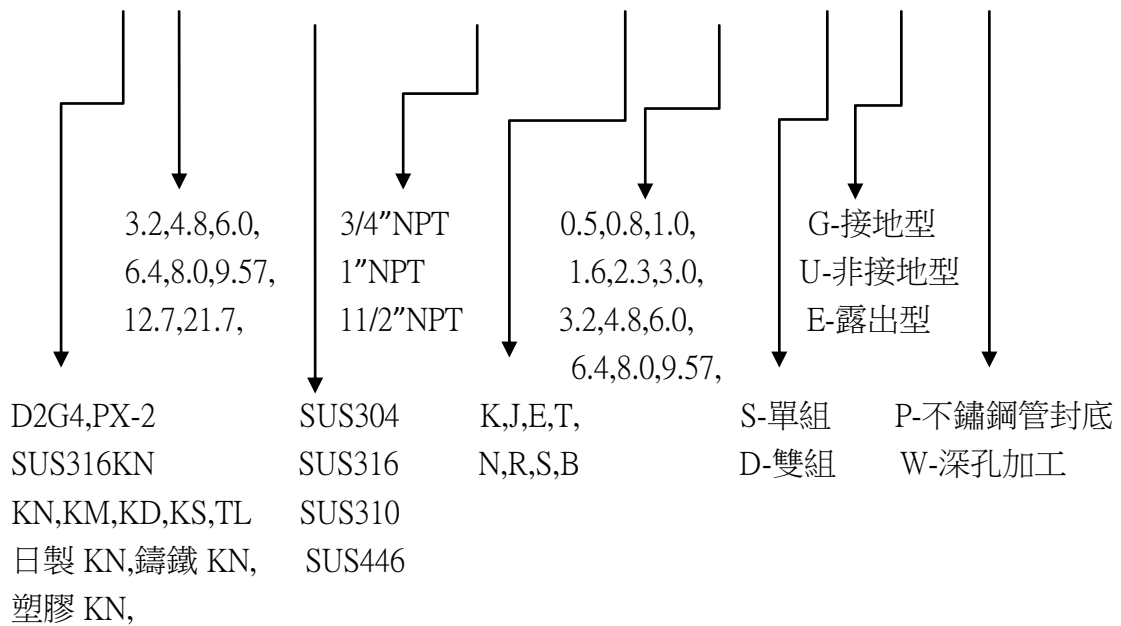 3.2,4.8,6.0, 3/4”NPT 0.5,0.8,1.0, G-接地型
6.4,8.0,9.57, 1”NPT 1.6,2.3,3.0, U-非接地型
12.7,21.7, 11/2”NPT 3.2,4.8,6.0, E-露出型
6.4,8.0,9.57,
D2G4,PX-2 SUS304 K,J,E,T, S-單組 P-不鏽鋼管封底
SUS316KN SUS316 N,R,S,B D-雙組 W-深孔加工
KN,KM,KD,KS,TL SUS310
日製 KN,鑄鐵 KN, SUS446
塑膠 KN,